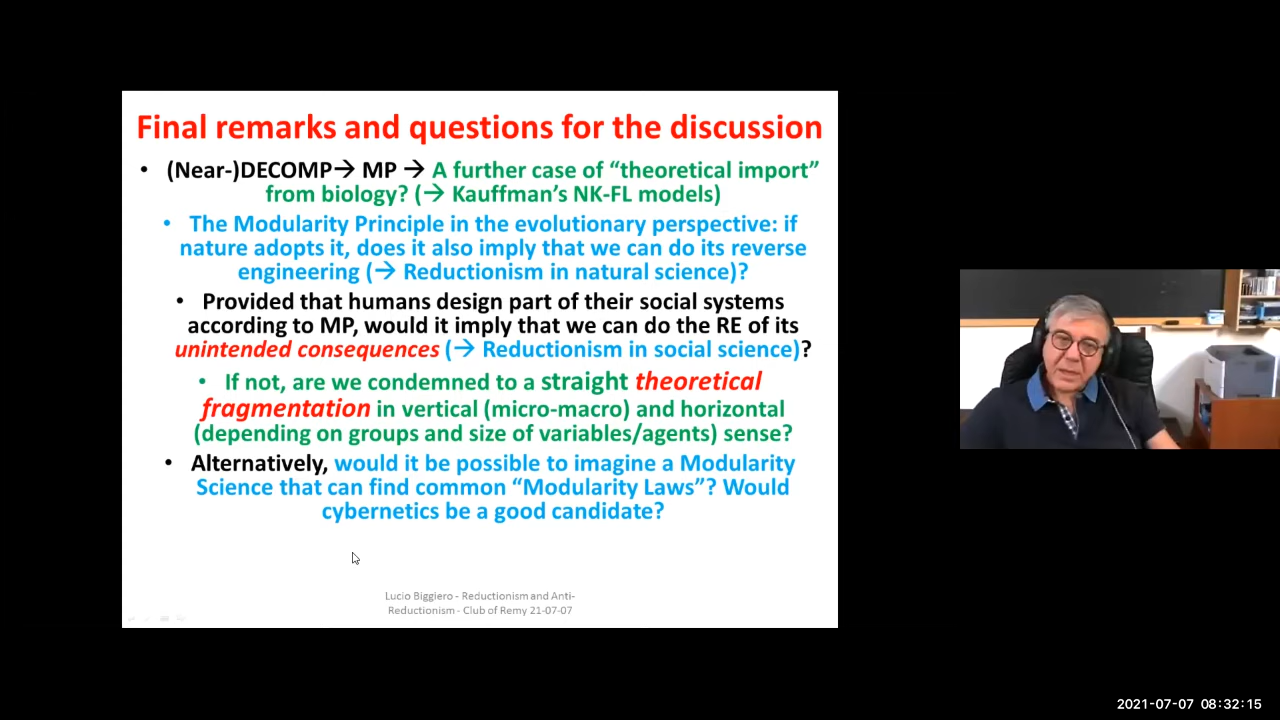 Final remarks and questions for the discussion
• (Near-)DECOMP→ MP → A further case of “theoretical import”
from biology? (→ Kauffman’s NK-FL models)
• The Modularity Principle in the evolutionary perspective: if
nature adopts it, does it also imply that we can do its reverse
engineering (→ Reductionism in natural science)?
• Provided that humans design part of their social systems
according to MP, would it imply that we can do the RE of its
unintended consequences (→ Reductionism in social science)?
• If not, are we condemned to a straight theoretical
fragmentation in vertical (micro-macro) and horizontal
(depending on groups and size of variables/agents) sense?
• Alternatively, would it be possible to imagine a Modularity
Science that can find common “Modularity Laws”? Would
cybernetics be a good candidate?
Lucio Biggiero - Reductionism and Anti-
Reductionism - Club of Remy 21-07-07
2021-07-07 08:32:15